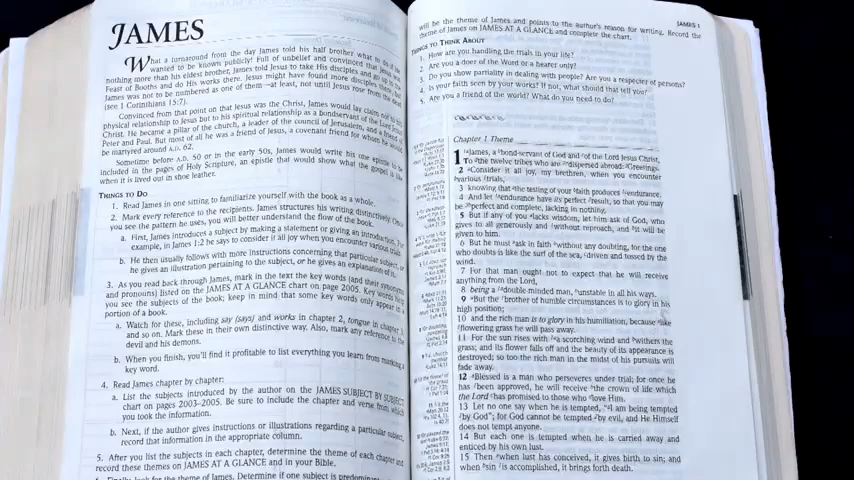 JAMES
What a turnaround from the day James told his half brother what to do if he
wanted to be known publicly! Full of unbelief and convinced that Jesus was
nothing more than his eldest brother, James told Jesus to take His disciples and go up to the
Feast of Booths and do His works there. Jesus might have found more disciples there, but
James was not to be numbered as one of them—at least, not until Jesus rose from the dead
(see 1 Corinthians 15:7).
Convinced from that point on that Jesus was the Christ, James would lay claim not to his
physical relationship to Jesus but to his spiritual relationship as a bondservant of the Lord Jesus
Christ. He became a pillar of the church, a leader of the council of Jerusalem, and a friend of
Peter and Paul. But most of all he was a friend of Jesus, a covenant friend for whom he would
be martyred around A.D. 62.
Sometime before A.D. 50 or in the early 50s, James would write his one epistle to be
included in the pages of Holy Scripture, an epistle that would show what the gospel is like
when it is lived out in shoe leather.
THINGS TO DO
1. Read James in one sitting to familiarize yourself with the book as a whole.
2. Mark every reference to the recipients. James structures his writing distinctively. Once
you see the pattern he uses, you will better understand the flow of the book.
a. First, James introduces a subject by making a statement or giving an introduction. For
example, in James 1:2 he says to consider it all joy when you encounter various trials.
b. He then usually follows with more instructions concerning that particular subject, or
he gives an illustration pertaining to the subject, or he gives an explanation of it.
3. As you read back through James, mark in the text the key words (and their synonyms
and pronouns) listed on the JAMES AT A GLANCE chart on page 2005. Key words
the subjects of the book; keep in mind that some key words only appear in a
portion of a book.
a. Watch for these, including say (says) and works in chapter 2, tongue in chapter 3,
and so on. Mark these in their own distinctive way. Also, mark any reference to the
devil and his demons.
b. When you finish, you'll find it profitable to list everything you learn from marking a
key word.
4. Read James chapter by chapter:
a. List the subjects introduced by the author on the JAMES SUBJECT BY SUBJECT
chart on pages 2003–2005. Be sure to include the chapter and verse from which
you took the information.
b. Next, if the author gives instructions or illustrations regarding a particular subject,
record that information in the appropriate column.
5. After you list the subjects in each chapter, determine the theme of each chapter and
record these themes on JAMES AT A GLANCE and in your Bible.
6. Finally, look for the theme of James. Determine if one subject is predominant
JAMES 1
will be the theme of James and points to the author's reason for writing. Record the
theme of James on JAMES AT A GLANCE and complete the chart.
THINGS TO THINK ABOUT
1. How are you handling the trials in your life?
2. Are you a doer of the Word or a hearer only?
3. Do you show partiality in dealing with people? Are you a respecter of persons?
4. Is your faith seen by your works? If not, what should that tell you?
5. Are you a friend of the world? What do you need to do?
Chapter 1 Theme
1 James, a bond-servant of God and of the Lord Jesus Christ,
To the twelve tribes who are dispersed abroad: Greetings.
2 Consider it all joy, my brethren, when you encounter
various trials,
3 knowing that the testing of your faith produces endurance.
4 And let endurance have its perfect result, so that you may
be perfect and complete, lacking in nothing.
5 But if any of you lacks wisdom, let him ask of God, who
gives to all generously and without reproach, and it will be
given to him.
6 But he must ask in faith without any doubting, for the one
who doubts is like the surf of the sea, driven and tossed by the
wind.
7 For that man ought not to expect that he will receive
anything from the Lord,
8 being a double-minded man, unstable in all his ways.
9 But the brother of humble circumstances is to glory in his
high position;
10 and the rich man is to glory in his humiliation, because like
flowering grass he will pass away.
11 For the sun rises with a scorching wind and withers the
grass; and its flower falls off and the beauty of its appearance is
destroyed; so too the rich man in the midst of his pursuits will
fade away.
12 Blessed is a man who perseveres under trial; for once he
has been approved, he will receive the crown of life which
the Lord has promised to those who love Him.
13 Let no one say when he is tempted, "I am being tempted
by God"; for God cannot be tempted by evil, and He Himself
does not tempt anyone.
14 But each one is tempted when he is carried away and
enticed by his own lust.
15 Then when lust has conceived, it gives birth to sin; and
when sin is accomplished, it brings forth death.